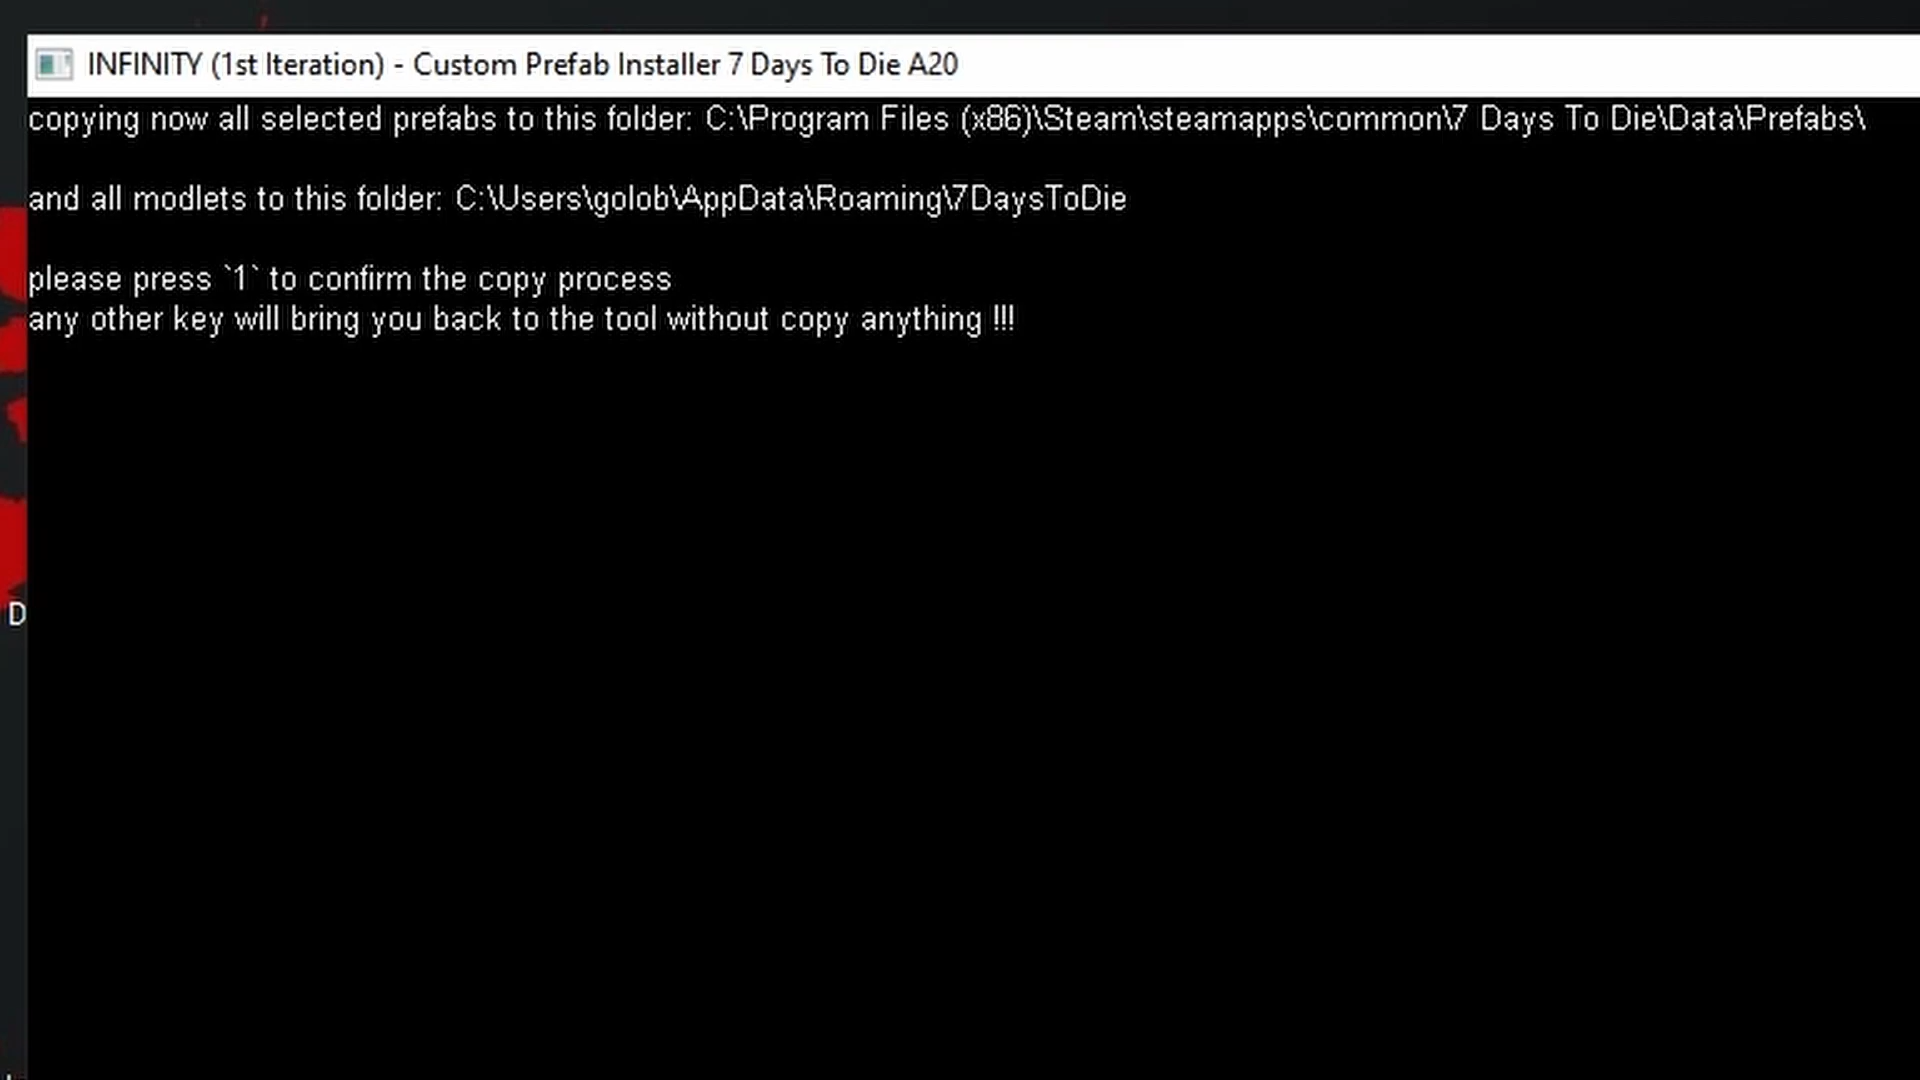 INFINITY (1st Iteration) - Custom Prefab Installer 7 Days To Die A20
copying now all selected prefabs to this folder: C:\Program Files (x86)\Steam\steamapps\common\7 Days To Die\Data\Prefabs\
and all modlets to this folder: C:\Users\golob\AppData\Roaming\7DaysToDie
please press `1` to confirm the copy process
any other key will bring you back to the tool without copy anything !!!
D